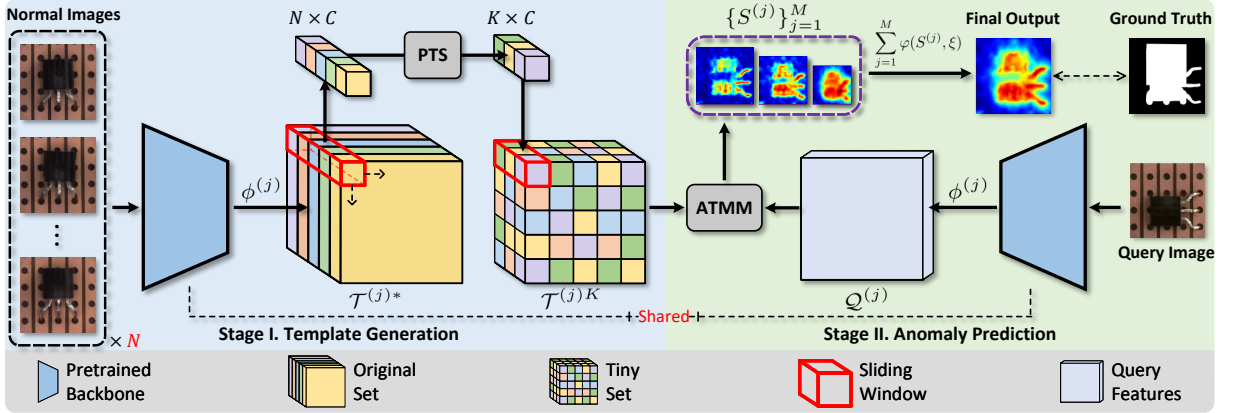 Normal Images
× N
ϕ^(j)
N × C
PTS
K × C
𝒯^(j)*
𝒯^(j)K
Stage I. Template Generation
Shared
{S^(j)}_{j=1}^M
∑_{j=1}^{M} φ(S^(j), ξ)
Final Output
Ground Truth
ATMM
𝒬^(j)
ϕ^(j)
Query Image
Stage II. Anomaly Prediction
Pretrained
Backbone
Original
Set
Tiny
Set
Sliding
Window
Query
Features